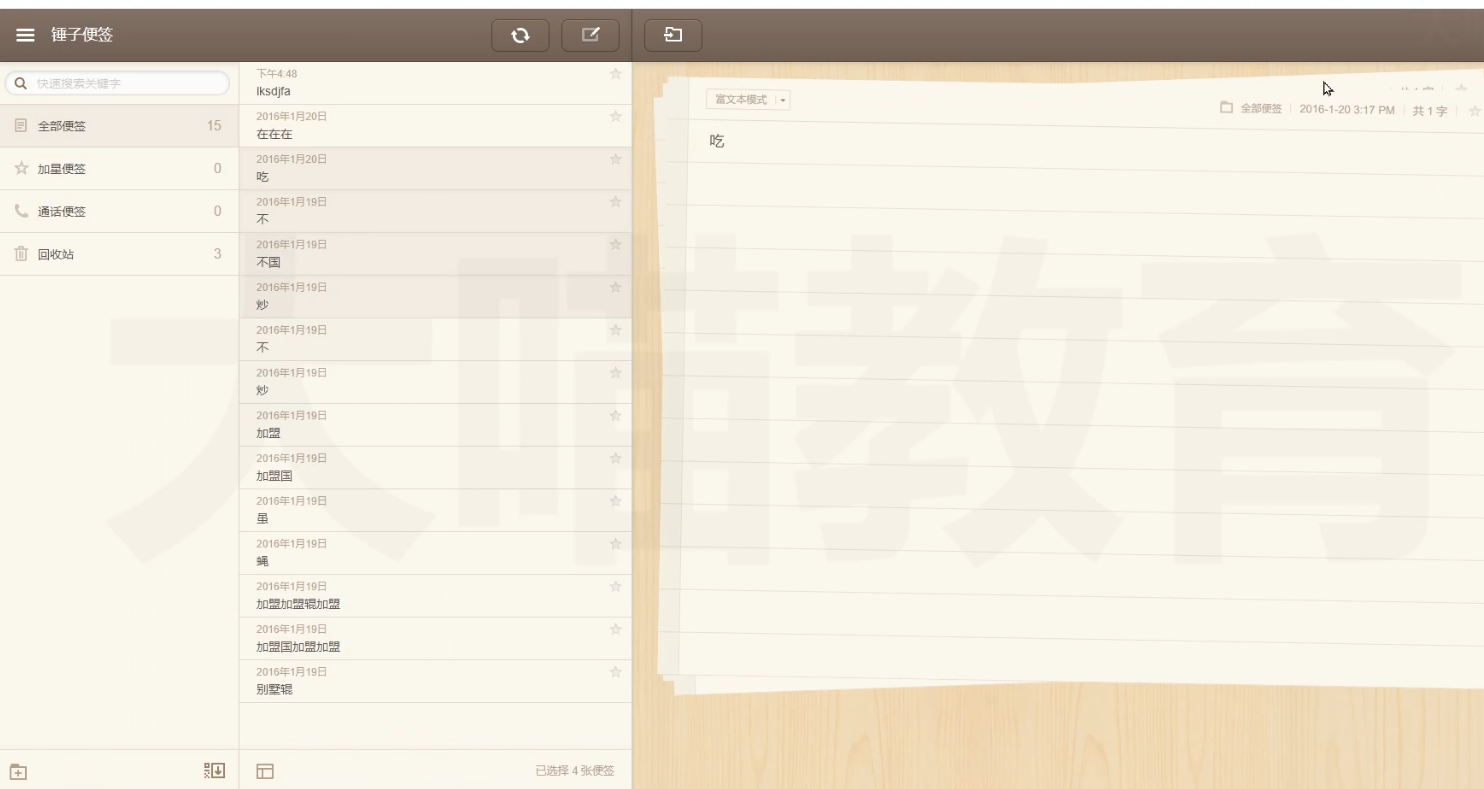 锤子便签
快速搜索关键字
全部便签 15
加星便签 0
通话便签 0
回收站 3
下午4:48
lksdjfa
2016年1月20日
在在在
2016年1月20日
吃
2016年1月19日
不
2016年1月19日
不国
2016年1月19日
炒
2016年1月19日
不
2016年1月19日
炒
2016年1月19日
加盟
2016年1月19日
加盟国
2016年1月19日
虽
2016年1月19日
蝇
2016年1月19日
加盟加盟辊加盟
2016年1月19日
加盟国加盟加盟
2016年1月19日
别墅辊
已选择 4 张便签
富文本模式
全部便签 2016-1-20 3:17 PM 共 1 字
吃
大喵教育